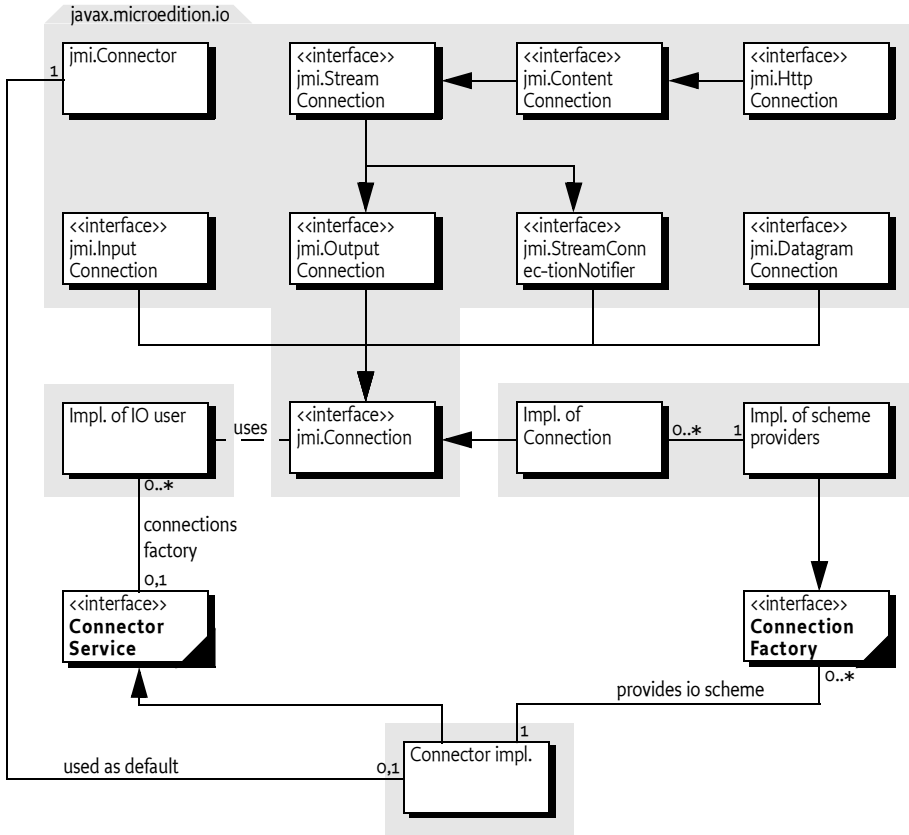 javax.microedition.io
jmi.Connector
1
<<interface>>
jmi.Stream
Connection
<<interface>>
jmi.Content
Connection
<<interface>>
jmi.Http
Connection
<<interface>>
jmi.Input
Connection
<<interface>>
jmi.Output
Connection
<<interface>>
jmi.StreamConn
ec-tionNotifier
<<interface>>
jmi.Datagram
Connection
Impl. of IO user
uses
<<interface>>
jmi.Connection
Impl. of
Connection
0..*
1
Impl. of scheme
providers
0..*
connections
factory
0,1
<<interface>>
Connector
Service
<<interface>>
Connection
Factory
0..*
provides io scheme
1
Connector impl.
used as default
0,1